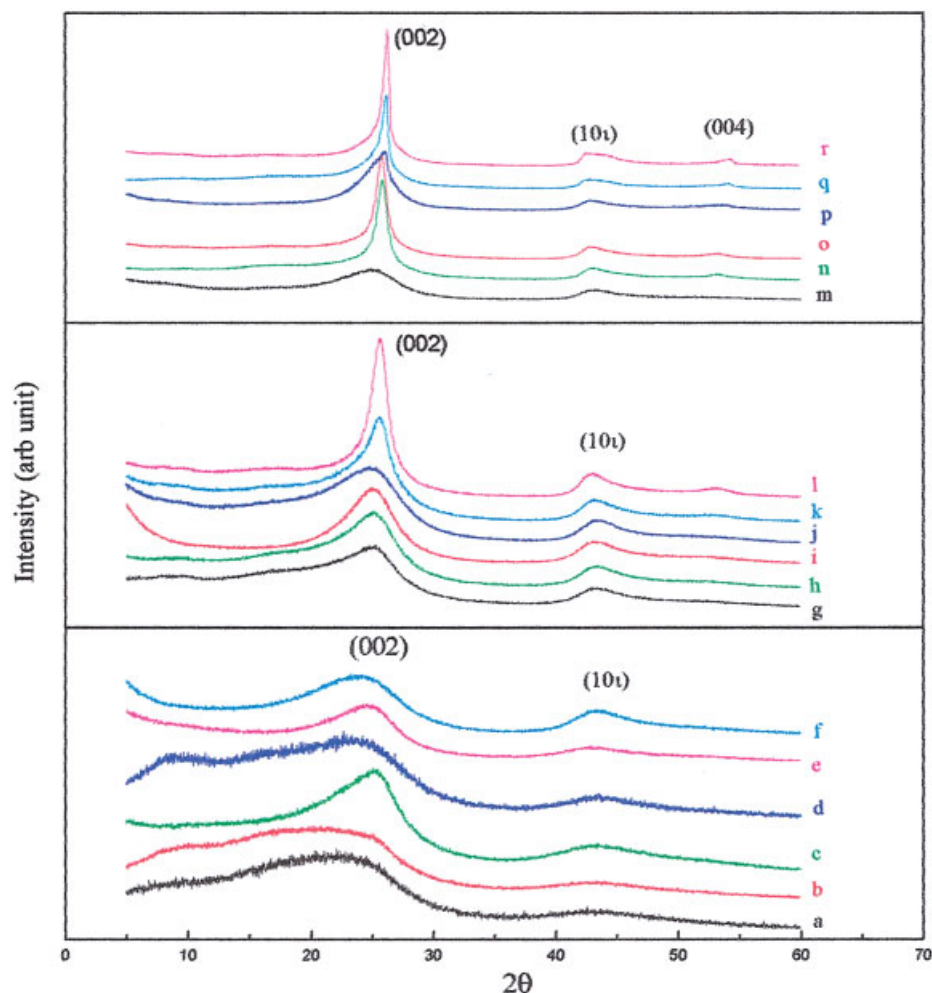 (002)
(10ι)
(004)
r
q
p
o
n
m
(002)
(10ι)
l
k
j
i
h
g
(002)
(10ι)
f
e
d
c
b
a
Intensity (arb unit)
0 10 20 30 40 50 60 70
2θ